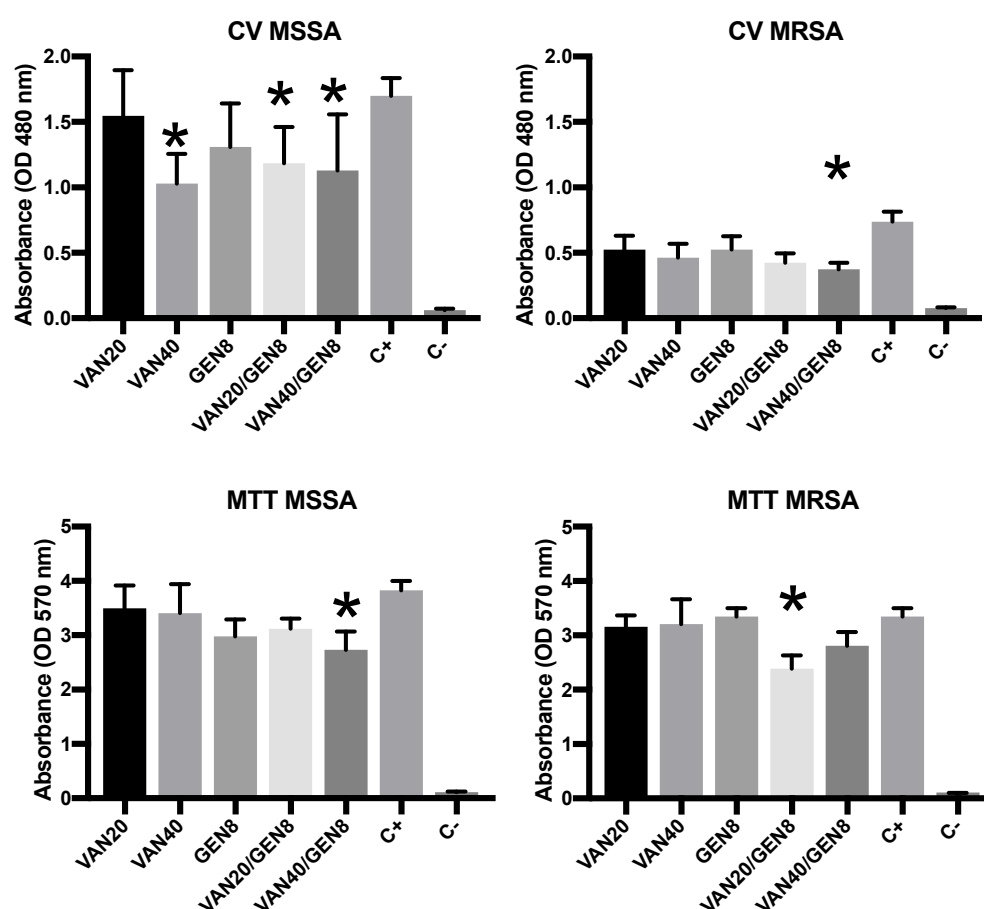 CV MSSA
Absorbance (OD 480 nm)
2.0
1.5
1.0
0.5
0.0
*
*
*
VAN20
VAN40
GEN8
VAN20/GEN8
VAN40/GEN8
C+
C-
CV MRSA
Absorbance (OD 480 nm)
2.0
1.5
1.0
0.5
0.0
*
VAN20
VAN40
GEN8
VAN20/GEN8
VAN40/GEN8
C+
C-
MTT MSSA
Absorbance (OD 570 nm)
5
4
3
2
1
0
*
VAN20
VAN40
GEN8
VAN20/GEN8
VAN40/GEN8
C+
C-
MTT MRSA
Absorbance (OD 570 nm)
5
4
3
2
1
0
*
VAN20
VAN40
GEN8
VAN20/GEN8
VAN40/GEN8
C+
C-